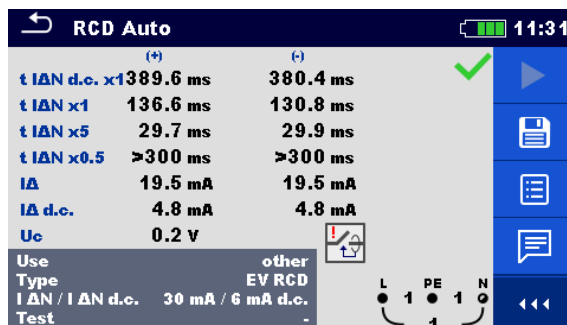 RCD Auto 11:31
(+) (-)
t IΔN d.c. x1 389.6 ms 380.4 ms
t IΔN x1 136.6 ms 130.8 ms
t IΔN x5 29.7 ms 29.9 ms
t IΔN x0.5 >300 ms >300 ms
IΔ 19.5 mA 19.5 mA
IΔ d.c. 4.8 mA 4.8 mA
Uc 0.2 V
Use other
Type EV RCD
I ΔN / I ΔN d.c. 30 mA / 6 mA d.c.
Test -
L PE N
1 1
1